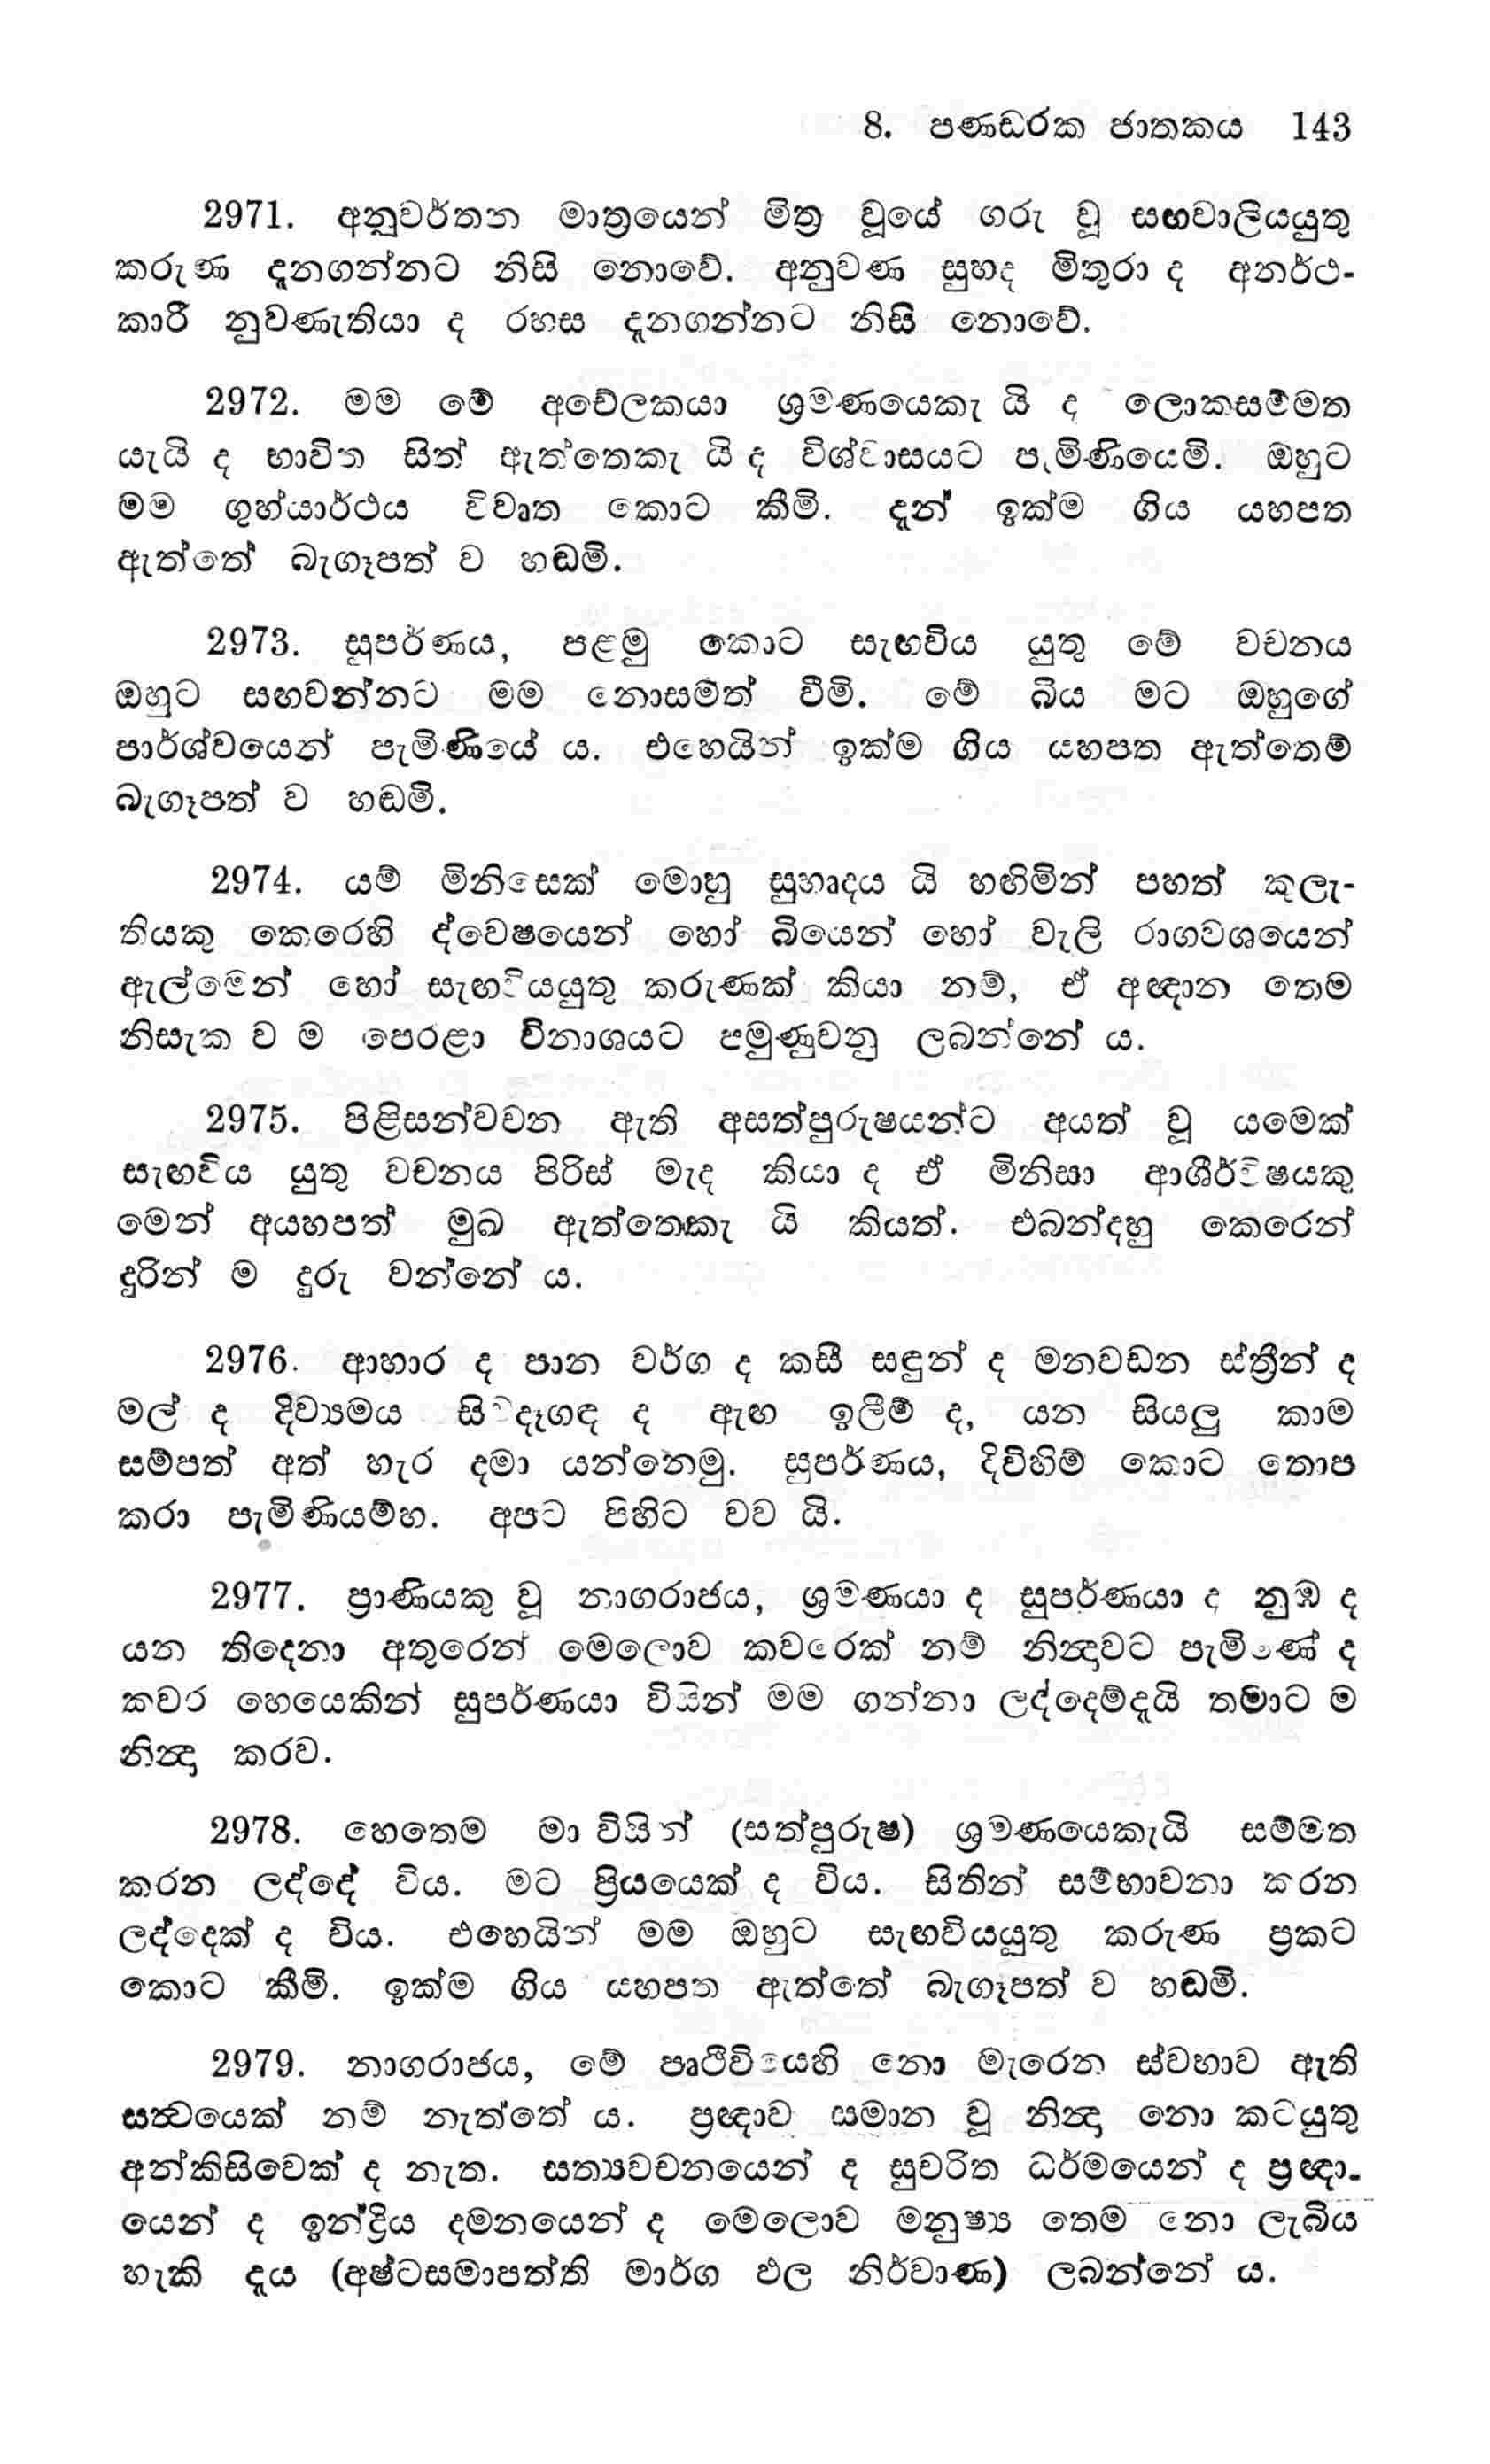 8. පණ්ඩරක ජාතකය 143
2971. අනුවර්තන මාත්‍රයෙන් මිත්‍ර වූයේ ගරු වූ සඟවාලියයුතු
කරුණ දැනගන්නට නිසි නොවේ. අනුවණ සුහද මිතුරා ද අනර්ථ-
කාරී නුවණැතියා ද රහස දැනගන්නට නිසි නොවේ.
2972. මම මේ අචේලකයා ශ්‍රමණයෙකැ යි ද ලොකසම්මත
යැයි ද භාවිත සිත් ඇත්තෙකැ යි ද විශ්වාසයට පැමිණියෙමි. ඔහුට
මම ගුහ්යාර්ථය විවෘත කොට කීමි. දැන් ඉක්ම ගිය යහපත
ඇත්තේ බැගෑපත් ව හඬමි.
2973. සුපර්ණය, පළමු කොට සැඟවිය යුතු මේ වචනය
ඔහුට සඟවන්නට මම නොසමත් වීමි. මේ බිය මට ඔහුගේ
පාර්ශ්වයෙන් පැමිණියේ ය. එහෙයින් ඉක්ම ගිය යහපත ඇත්තෙම්
බැගෑපත් ව හඬමි.
2974. යම් මිනිසෙක් මොහු සුහෘදය යි හඟිමින් පහත් කුලැ-
තියකු කෙරෙහි ද්වෙෂයෙන් හෝ බියෙන් හෝ වැලි රාගවශයෙන්
ඇල්මෙන් හෝ සැඟවියයුතු කරුණක් කියා නම්, ඒ අඥාන තෙම
නිසැක ව ම පෙරළා විනාශයට පමුණුවනු ලබන්නේ ය.
2975. පිළිසන්වචන ඇති අසත්පුරුෂයන්ට අයත් වූ යමෙක්
සැඟවිය යුතු වචනය පිරිස් මැද කියා ද ඒ මිනිසා ආශීර්විෂයකු
මෙන් අයහපත් මුඛ ඇත්තෙකැ යි කියත්. එබන්දහු කෙරෙන්
දුරින් ම දුරු වන්නේ ය.
2976. ආහාර ද පාන වර්ග ද කසී සඳුන් ද මනවඩන ස්ත්‍රීන් ද
මල් ද දිව්‍යමය සිවිදෑගඳ ද ඇඟ ඉලීම් ද, යන සියලු කාම
සම්පත් අත් හැර දමා යන්නෙමු. සුපර්ණය, දිවිහිම් කොට තොප
කරා පැමිණියම්හ. අපට පිහිට වව යි.
2977. ප්‍රාණියකු වූ නාගරාජය, ශ්‍රමණයා ද සුපර්ණයා ද නුඹ ද
යන තිදෙනා අතුරෙන් මෙලොව කවරෙක් නම් නින්‍දාවට පැමිණේ ද
කවර හෙයෙකින් සුපර්ණයා විසින් මම ගන්නා ලද්දෙම්දැයි තමාට ම
නින්‍දා කරව.
2978. හෙතෙම මා විසින් (සත්පුරුෂ) ශ්‍රමණයෙකැයි සම්මත
කරන ලද්දේ විය. මට ප්‍රියයෙක් ද විය. සිතින් සම්භාවනා කරන
ලද්දෙක් ද විය. එහෙයින් මම ඔහුට සැඟවියයුතු කරුණ ප්‍රකට
කොට කීමි. ඉක්ම ගිය යහපත ඇත්තේ බැගෑපත් ව හඬමි.
2979. නාගරාජය, මේ පෘථිවියෙහි නො මැරෙන ස්වභාව ඇති
සත්‍වයෙක් නම් නැත්තේ ය. ප්‍රඥාව සමාන වූ නින්‍දා නො කටයුතු
අන්කිසිවෙක් ද නැත. සත්‍යවචනයෙන් ද සුචරිත ධර්මයෙන් ද ප්‍රඥා-
යෙන් ද ඉන්ද්‍රිය දමනයෙන් ද මෙලොව මනුෂ්‍ය තෙම නො ලැබිය
හැකි දැය (අෂ්ටසමාපත්ති මාර්ග ඵල නිර්වාණ) ලබන්නේ ය.